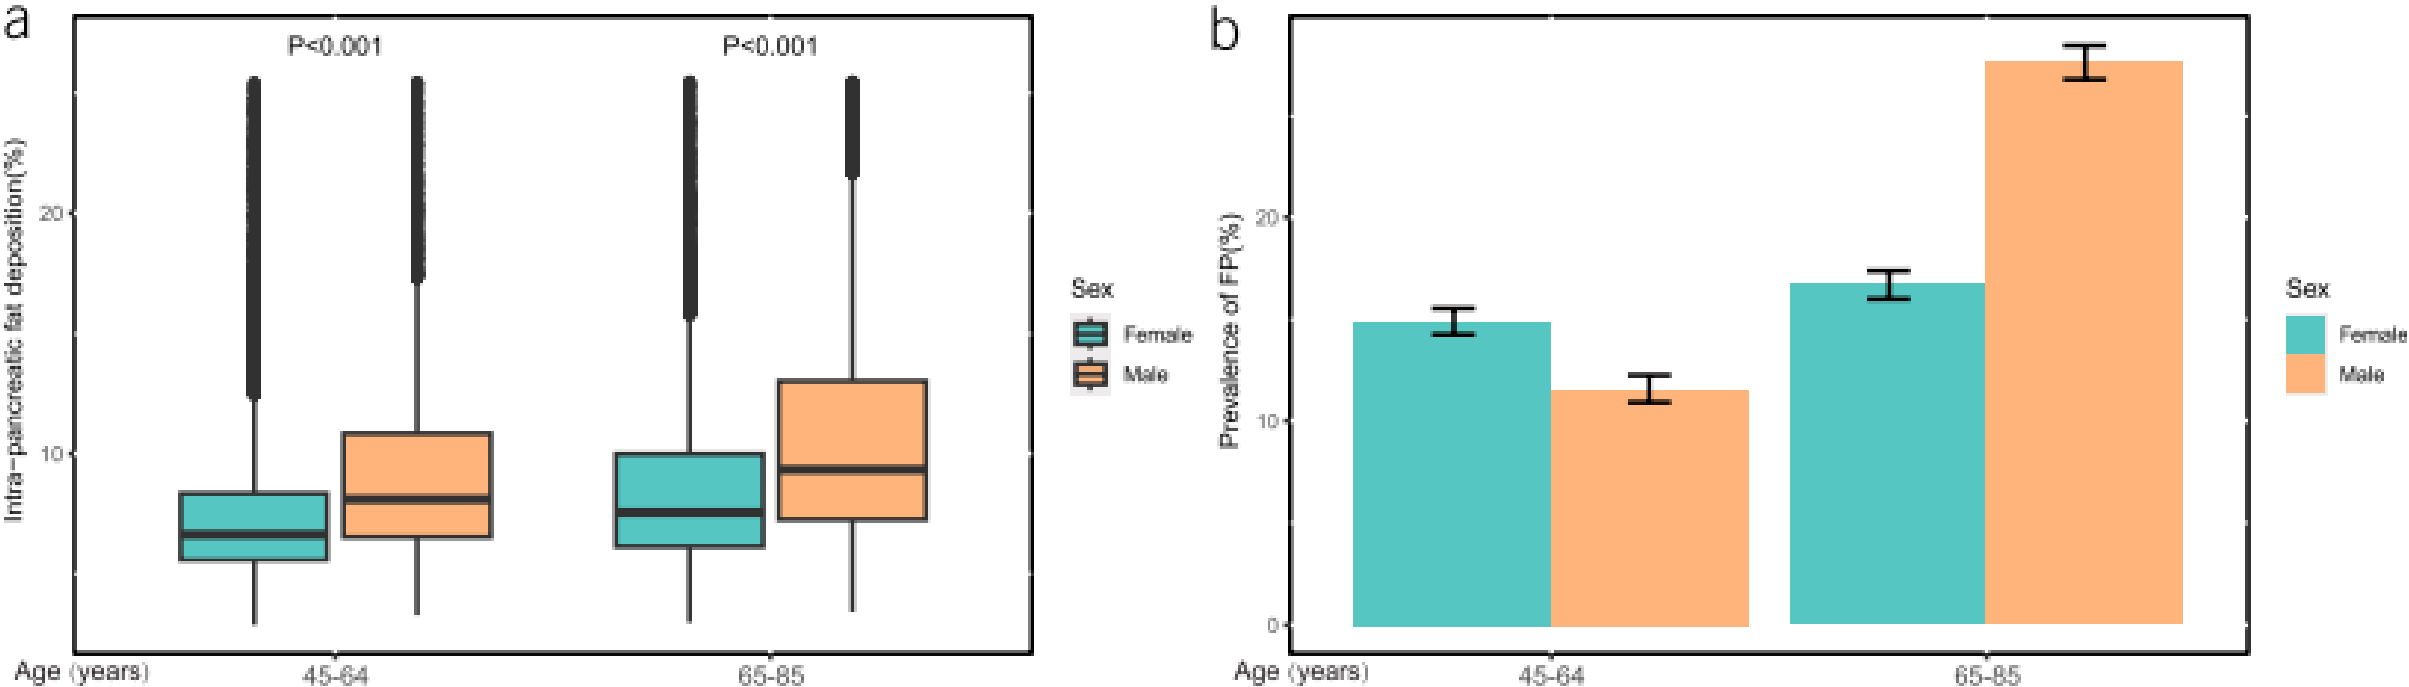 a
P<0.001
P<0.001
Intra-pancreatic fat deposition(%)
20
10
Age (years)
45-64
65-85
Sex
Female
Male
b
Prevalence of FP(%)
20
10
0
Age (years)
45-64
65-85
Sex
Female
Male